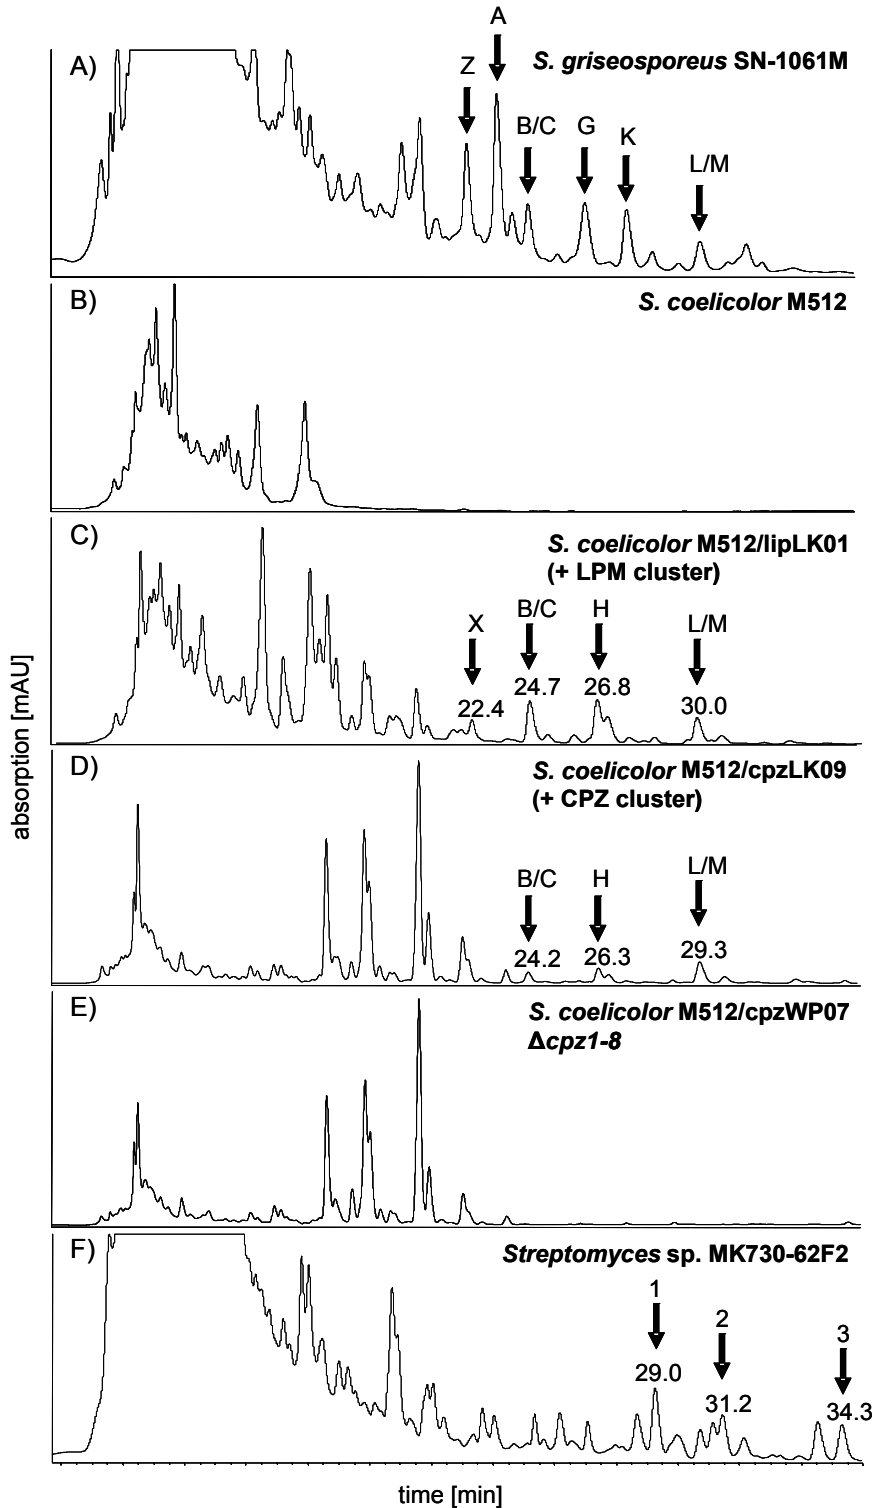 A
A)
S. griseosporeus SN-1061M
Z
B/C
G
K
L/M
B)
S. coelicolor M512
C)
S. coelicolor M512/lipLK01
(+ LPM cluster)
X
B/C
H
L/M
22.4
24.7
26.8
30.0
absorption [mAU]
D)
S. coelicolor M512/cpzLK09
(+ CPZ cluster)
B/C
H
L/M
24.2
26.3
29.3
E)
S. coelicolor M512/cpzWP07
Δcpz1-8
F)
Streptomyces sp. MK730-62F2
1
2
3
29.0
31.2
34.3
time [min]